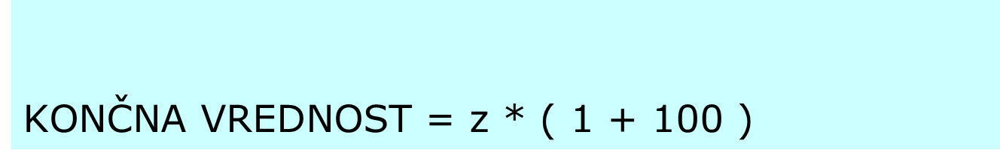 KONČNA VREDNOST = z * ( 1 + 100 )